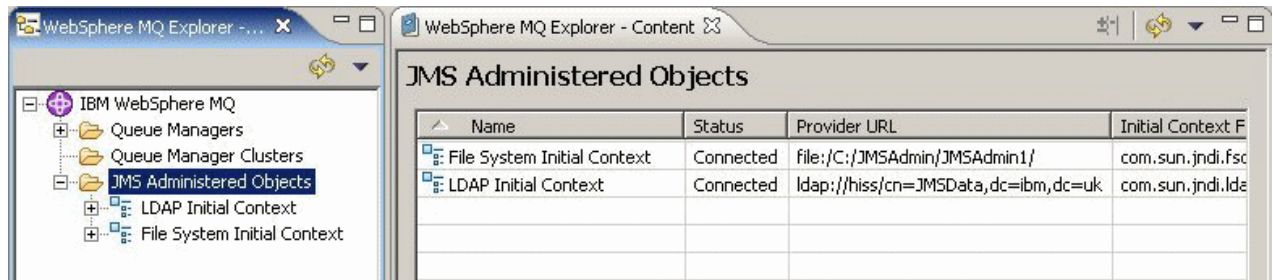 WebSphere MQ Explorer -...
IBM WebSphere MQ
Queue Managers
Queue Manager Clusters
JMS Administered Objects
LDAP Initial Context
File System Initial Context
WebSphere MQ Explorer - Content
JMS Administered Objects
Name Status Provider URL Initial Context F
File System Initial Context Connected file:/C:/JMSAdmin/JMSAdmin1/ com.sun.jndi.fsc
LDAP Initial Context Connected ldap://hiss/cn=JMSData,dc=ibm,dc=uk com.sun.jndi.lda